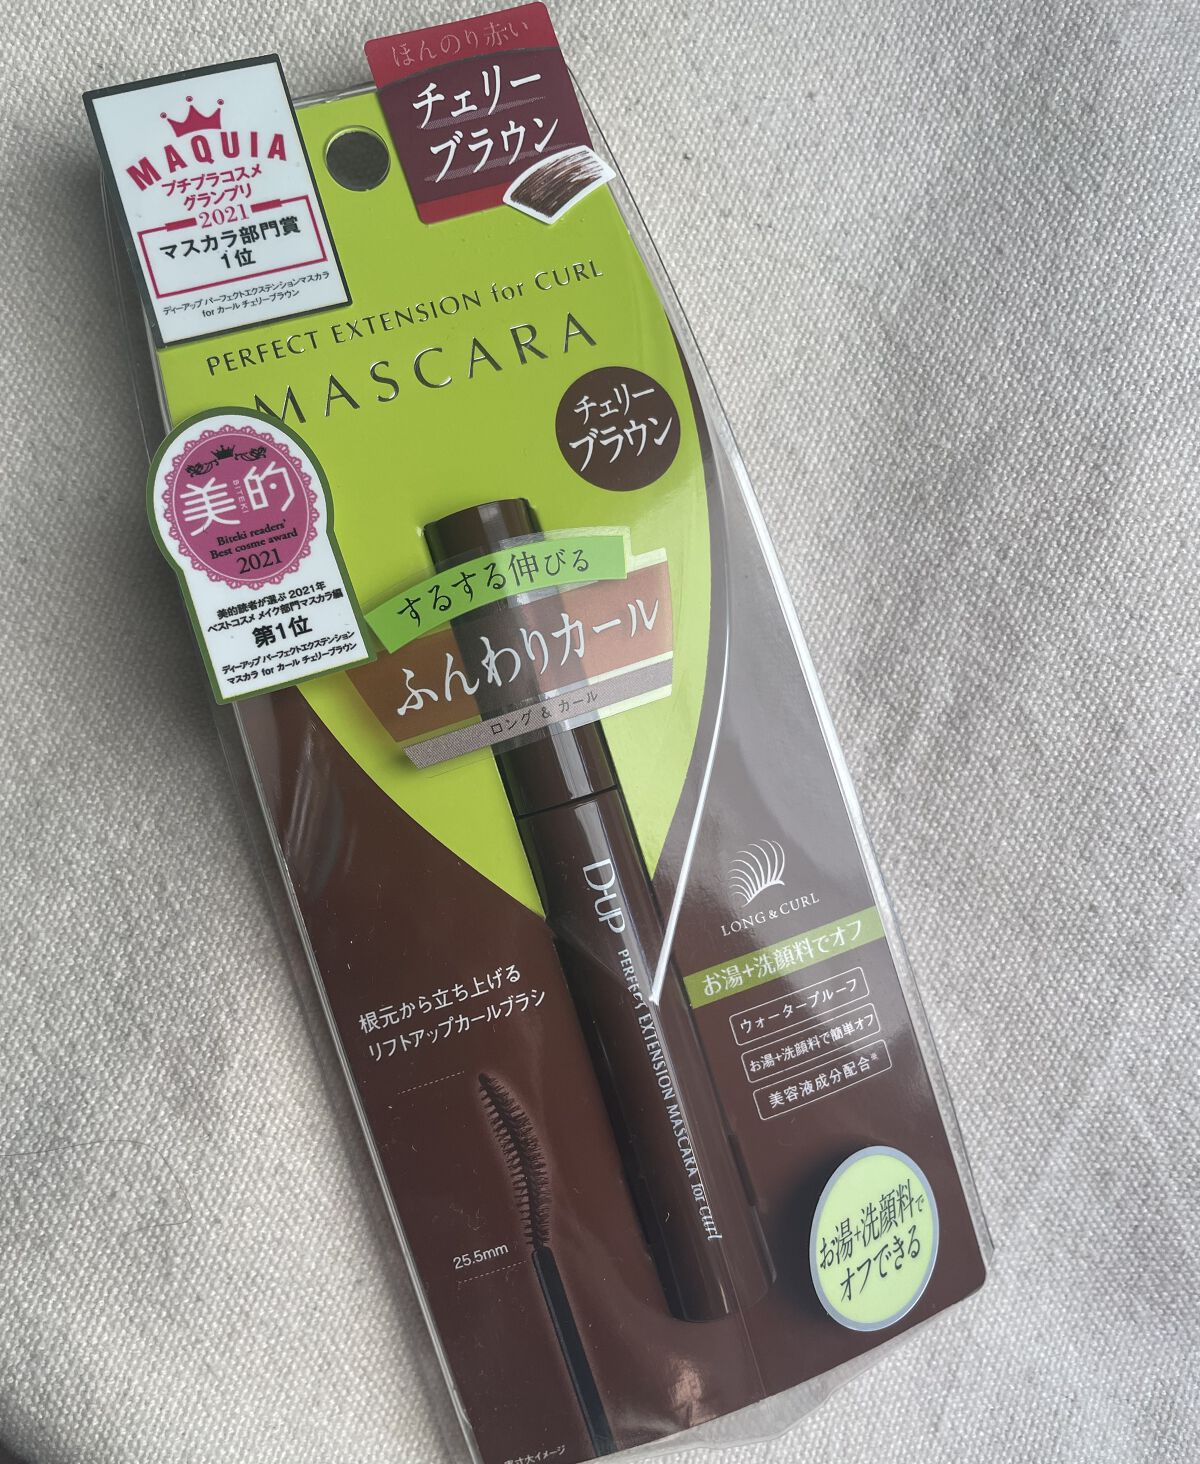 MAQUIA
プチプラコスメ
グランプリ
2021
マスカラ部門賞
1位
ディーアップ パーフェクトエクステンションマスカラ
for カール チェリーブラウン
ほんのり赤い
チェリー
ブラウン
PERFECT EXTENSION for CURL
MASCARA
チェリー
ブラウン
美的
BITEKI
Biteki readers'
Best cosme award
2021
美的読者が選ぶ 2021年
ベストコスメ メイク部門マスカラ編
第1位
ディーアップ パーフェクトエクステンション
マスカラ for カール チェリーブラウン
するする伸びる
ふんわりカール
ロング & カール
D-UP PERFECT EXTENSION MASCARA for curl
LONG & CURL
お湯+洗顔料でオフ
ウォータープルーフ
お湯+洗顔料で簡単オフ
美容液成分配合※
根元から立ち上げる
リフトアップカールブラシ
25.5mm
お湯+洗顔料で
オフできる
実寸大イメージ